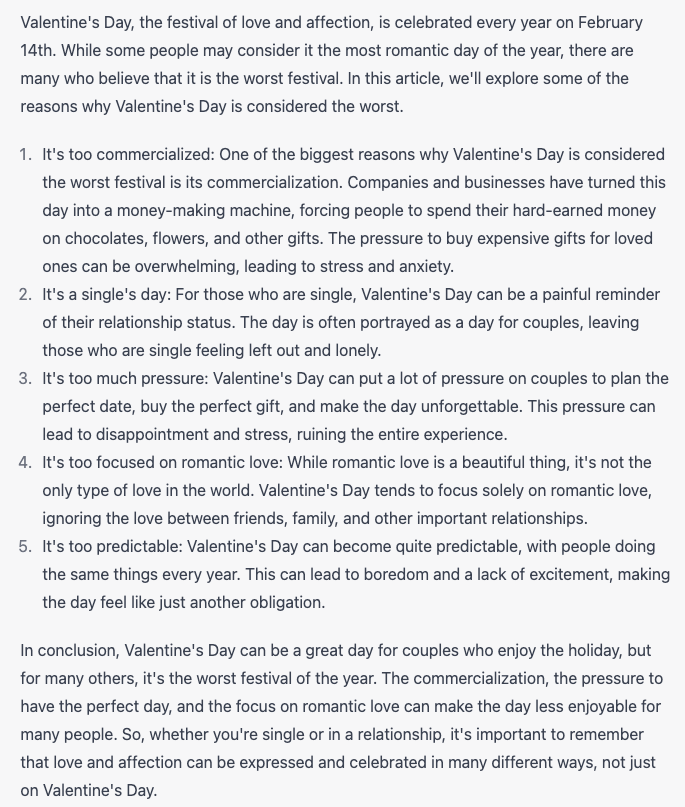 Valentine's Day, the festival of love and affection, is celebrated every year on February
14th. While some people may consider it the most romantic day of the year, there are
many who believe that it is the worst festival. In this article, we'll explore some of the
reasons why Valentine's Day is considered the worst.
1. It's too commercialized: One of the biggest reasons why Valentine's Day is considered
the worst festival is its commercialization. Companies and businesses have turned this
day into a money-making machine, forcing people to spend their hard-earned money
on chocolates, flowers, and other gifts. The pressure to buy expensive gifts for loved
ones can be overwhelming, leading to stress and anxiety.
2. It's a single's day: For those who are single, Valentine's Day can be a painful reminder
of their relationship status. The day is often portrayed as a day for couples, leaving
those who are single feeling left out and lonely.
3. It's too much pressure: Valentine's Day can put a lot of pressure on couples to plan the
perfect date, buy the perfect gift, and make the day unforgettable. This pressure can
lead to disappointment and stress, ruining the entire experience.
4. It's too focused on romantic love: While romantic love is a beautiful thing, it's not the
only type of love in the world. Valentine's Day tends to focus solely on romantic love,
ignoring the love between friends, family, and other important relationships.
5. It's too predictable: Valentine's Day can become quite predictable, with people doing
the same things every year. This can lead to boredom and a lack of excitement, making
the day feel like just another obligation.
In conclusion, Valentine's Day can be a great day for couples who enjoy the holiday, but
for many others, it's the worst festival of the year. The commercialization, the pressure to
have the perfect day, and the focus on romantic love can make the day less enjoyable for
many people. So, whether you're single or in a relationship, it's important to remember
that love and affection can be expressed and celebrated in many different ways, not just
on Valentine's Day.